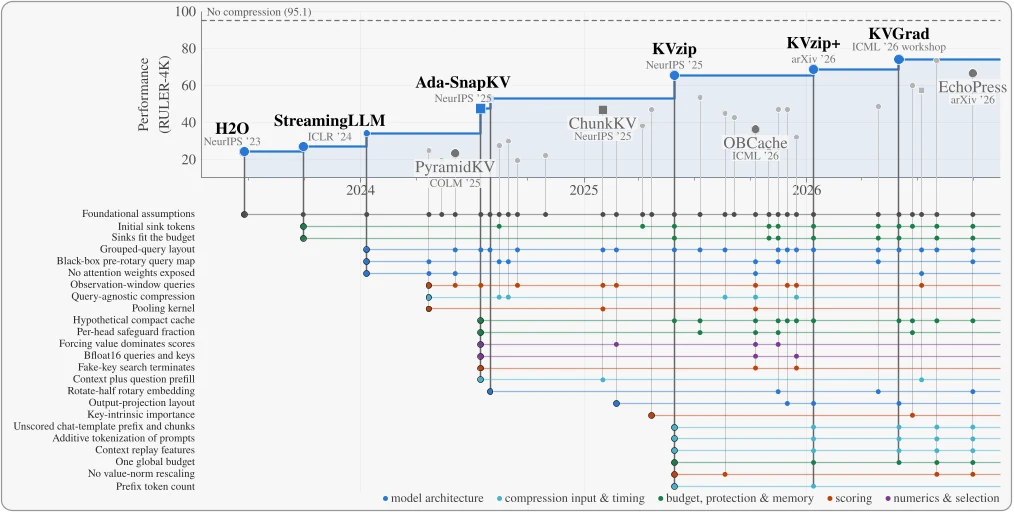 100
No compression (95.1)
80
60
40
20
Performance
(RULER-4K)
H2O
NeurIPS ’23
StreamingLLM
ICLR ’24
Ada-SnapKV
NeurIPS ’25
PyramidKV
COLM ’25
ChunkKV
NeurIPS ’25
KVzip
NeurIPS ’25
OBCache
ICML ’26
KVzip+
arXiv ’26
KVGrad
ICML ’26 workshop
EchoPress
arXiv ’26
2024
2025
2026
Foundational assumptions
Initial sink tokens
Sinks fit the budget
Grouped-query layout
Black-box pre-rotary query map
No attention weights exposed
Observation-window queries
Query-agnostic compression
Pooling kernel
Hypothetical compact cache
Per-head safeguard fraction
Forcing value dominates scores
Bfloat16 queries and keys
Fake-key search terminates
Context plus question prefill
Rotate-half rotary embedding
Output-projection layout
Key-intrinsic importance
Unscored chat-template prefix and chunks
Additive tokenization of prompts
Context replay features
One global budget
No value-norm rescaling
Prefix token count
model architecture
compression input & timing
budget, protection & memory
scoring
numerics & selection